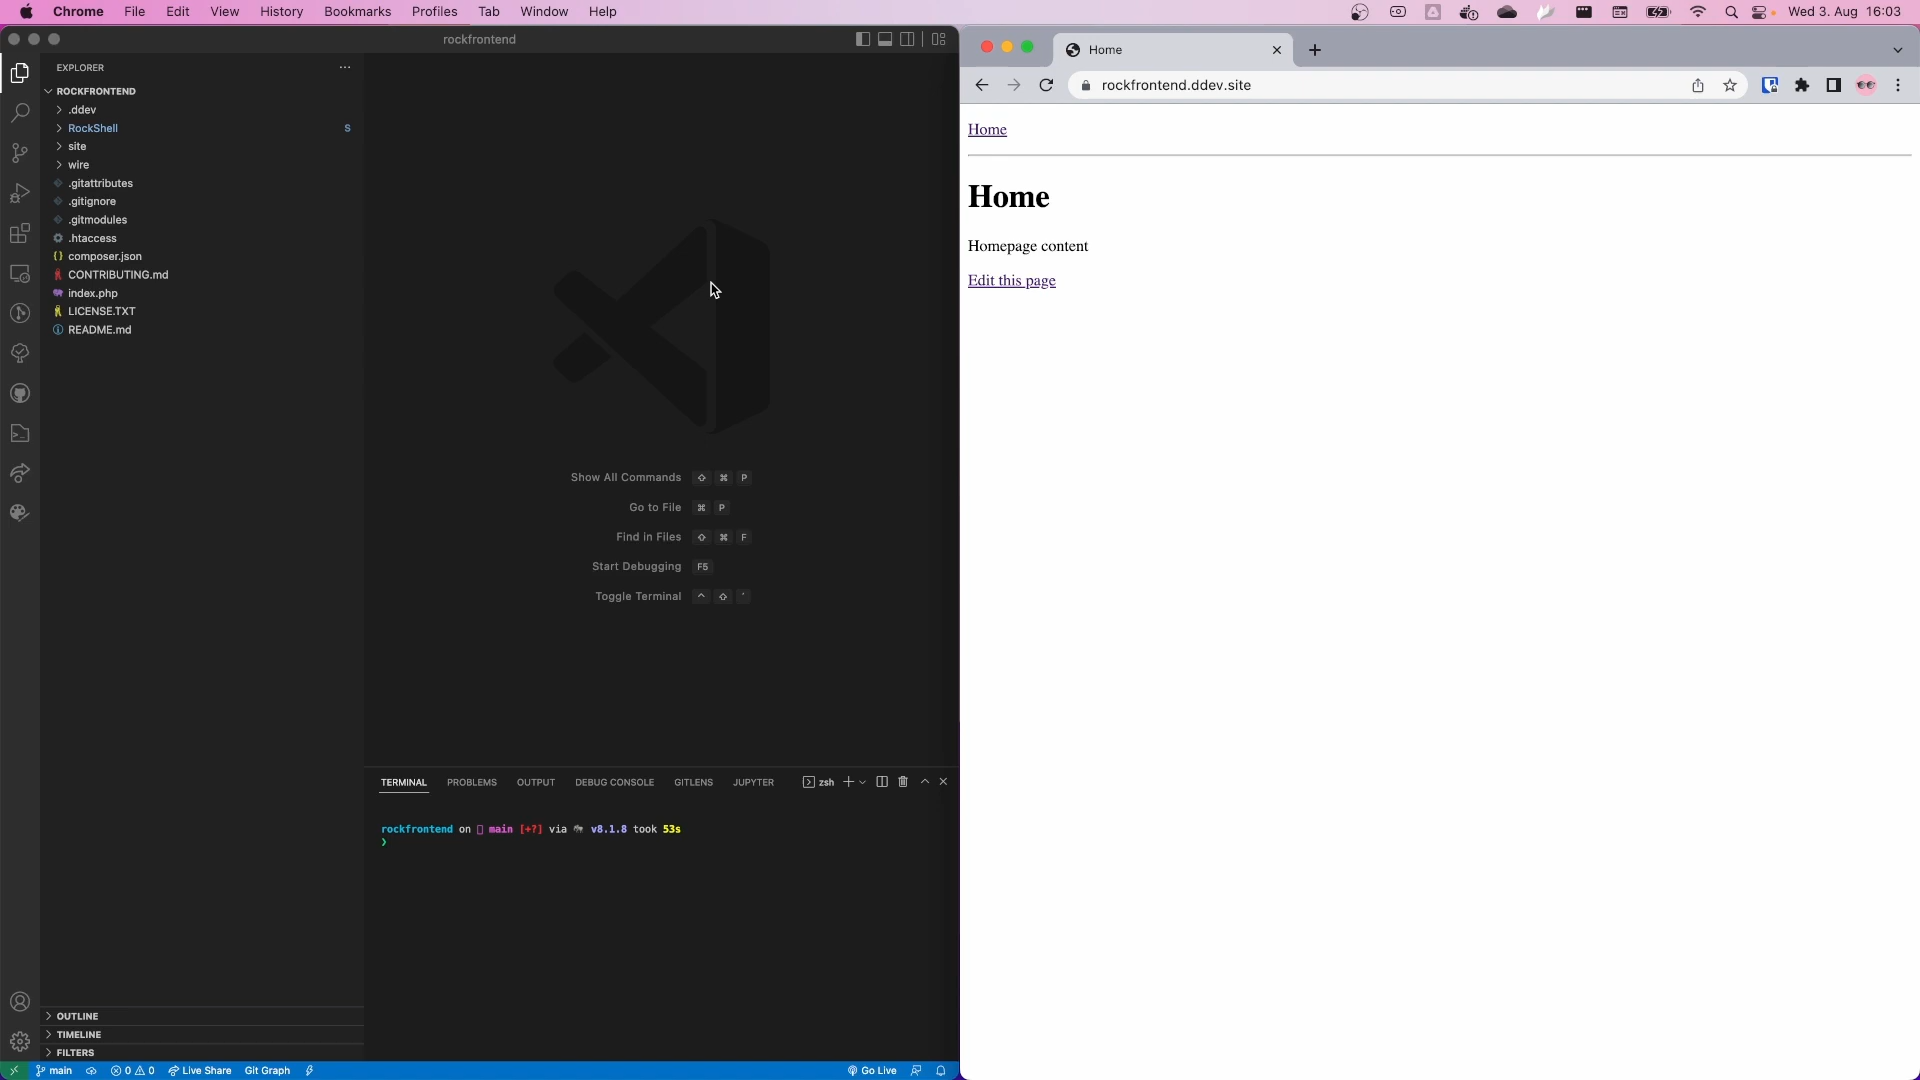 Chrome File Edit View History Bookmarks Profiles Tab Window Help
Wed 3. Aug 16:03
rockfrontend
EXPLORER
ROCKFRONTEND
.ddev
RockShell S
site
wire
.gitattributes
.gitignore
.gitmodules
.htaccess
composer.json
CONTRIBUTING.md
index.php
LICENSE.TXT
README.md
OUTLINE
TIMELINE
FILTERS
Show All Commands ⇧ ⌘ P
Go to File ⌘ P
Find in Files ⇧ ⌘ F
Start Debugging F5
Toggle Terminal ^ ⇧ '
TERMINAL PROBLEMS OUTPUT DEBUG CONSOLE GITLENS JUPYTER zsh
rockfrontend on main [+?] via 🐘 v8.1.8 took 53s
❯
main 0 0 Live Share Git Graph Go Live
Home
rockfrontend.ddev.site
Home
Home
Homepage content
Edit this page